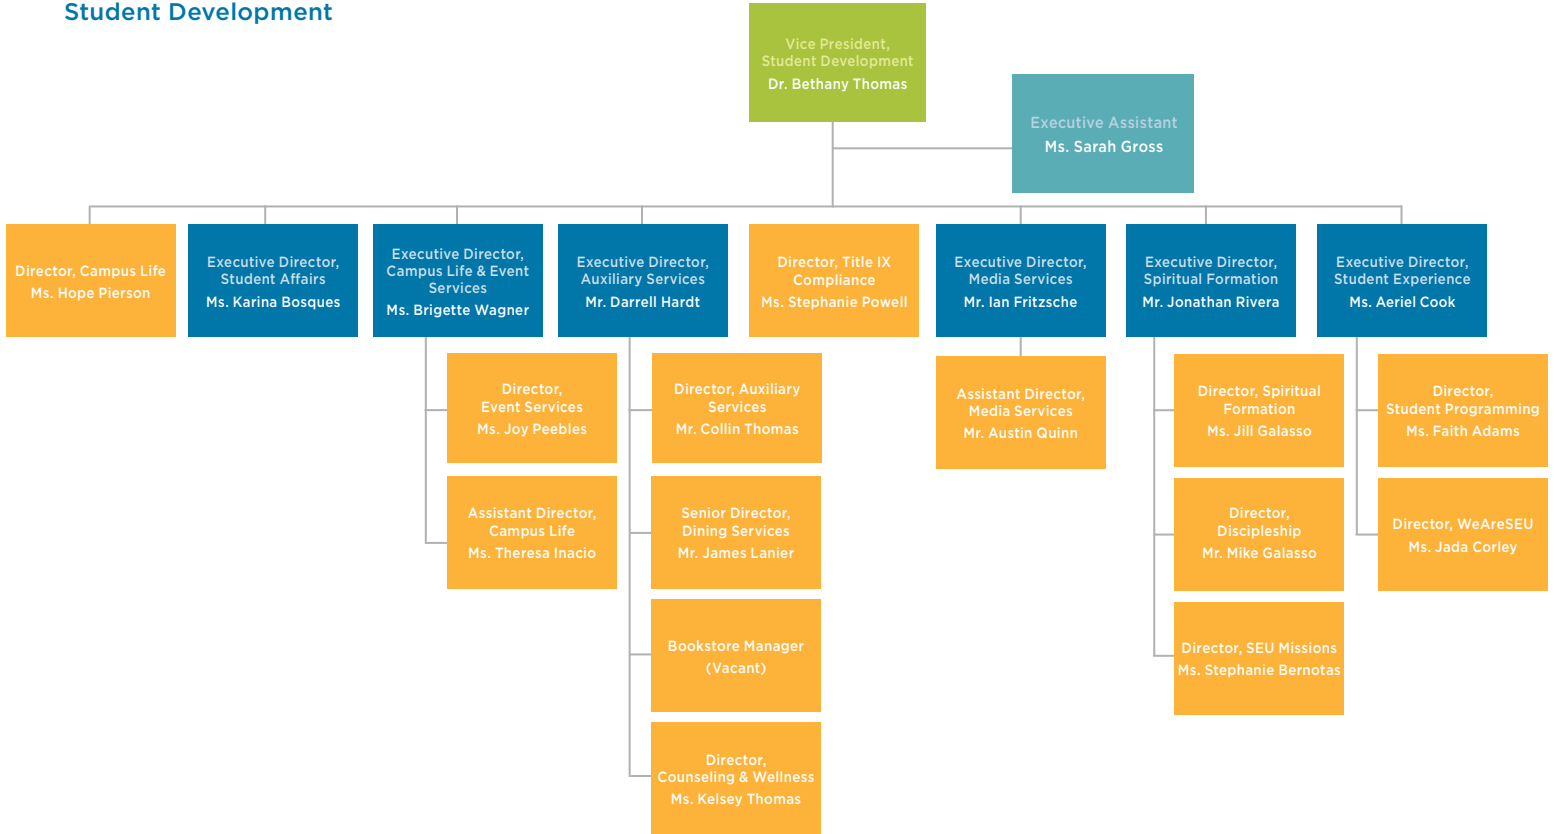 Student Development
Vice President,
Student Development
Dr. Bethany Thomas
Executive Assistant
Ms. Sarah Gross
Director, Campus Life
Ms. Hope Pierson
Executive Director,
Student Affairs
Ms. Karina Bosques
Executive Director,
Campus Life & Event
Services
Ms. Brigette Wagner
Executive Director,
Auxiliary Services
Mr. Darrell Hardt
Director, Title IX
Compliance
Ms. Stephanie Powell
Executive Director,
Media Services
Mr. Ian Fritzsche
Executive Director,
Spiritual Formation
Mr. Jonathan Rivera
Executive Director,
Student Experience
Ms. Aeriel Cook
Director,
Event Services
Ms. Joy Peebles
Assistant Director,
Campus Life
Ms. Theresa Inacio
Director, Auxiliary
Services
Mr. Collin Thomas
Senior Director,
Dining Services
Mr. James Lanier
Bookstore Manager
(Vacant)
Director,
Counseling & Wellness
Ms. Kelsey Thomas
Assistant Director,
Media Services
Mr. Austin Quinn
Director, Spiritual
Formation
Ms. Jill Galasso
Director,
Discipleship
Mr. Mike Galasso
Director, SEU Missions
Ms. Stephanie Bernotas
Director,
Student Programming
Ms. Faith Adams
Director, WeAreSEU
Ms. Jada Corley